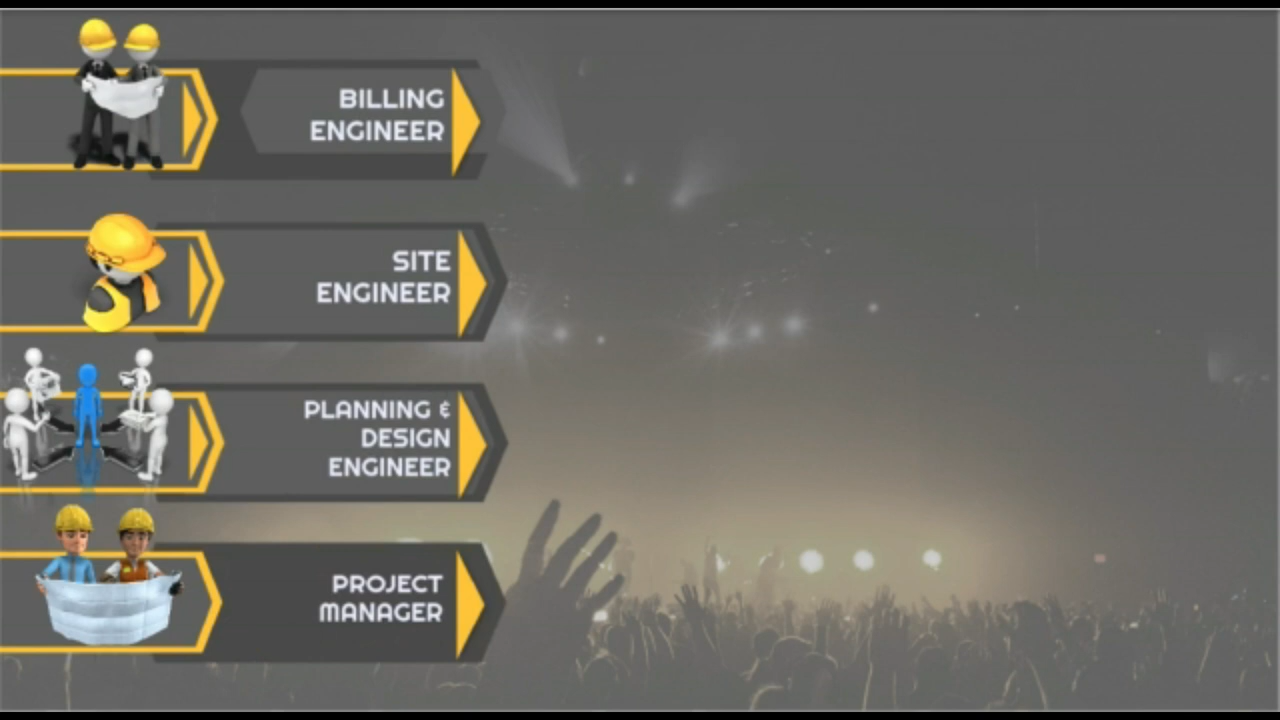 BILLING
ENGINEER
SITE
ENGINEER
PLANNING &
DESIGN
ENGINEER
PROJECT
MANAGER